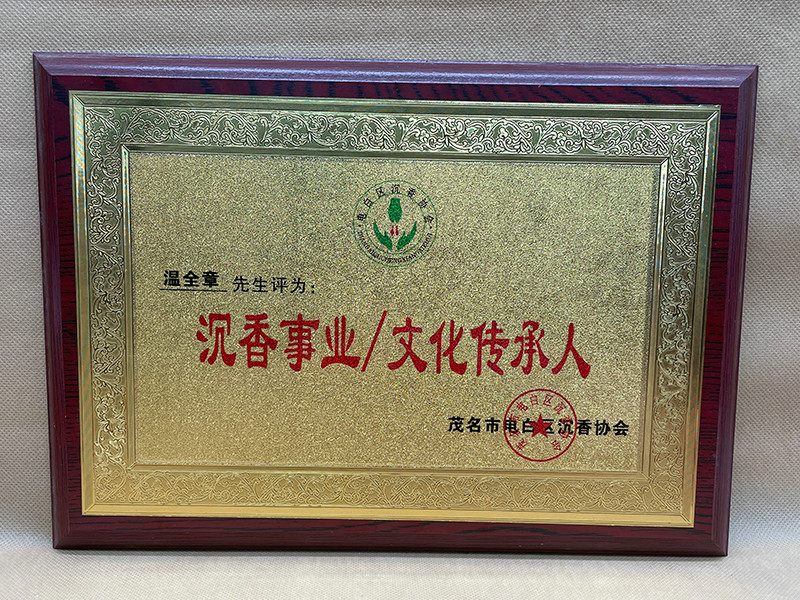 电白区沉香协会
温全章 先生评为：
沉香事业/文化传承人
茂名市电白区沉香协会